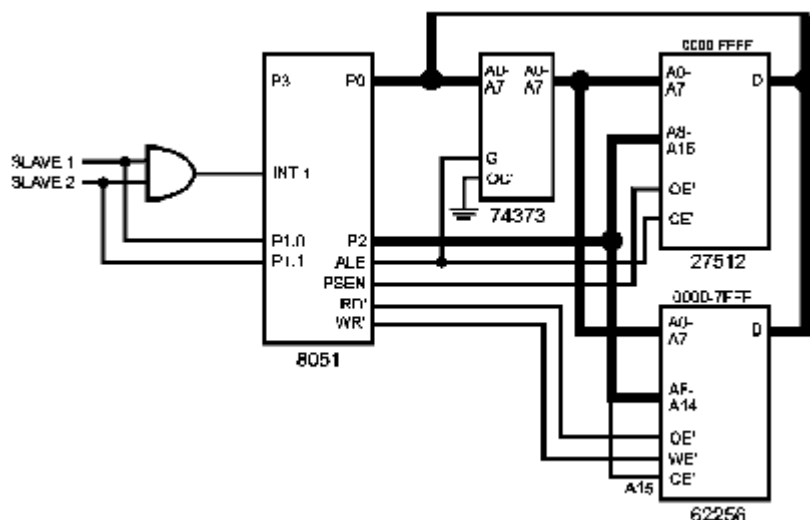 SLAVE 1
SLAVE 2
P3
P0
INT 1
P1.0
P1.1
P2
ALE
PSEN
RD'
WR'
8051
A0-
A7
A0-
A7
G
OC'
74373
0000-FFFF
A0-
A7
D
A8-
A15
OE'
CE'
27512
0000-7FFF
A0-
A7
D
A14
OE'
WE'
CE'
A15
62256